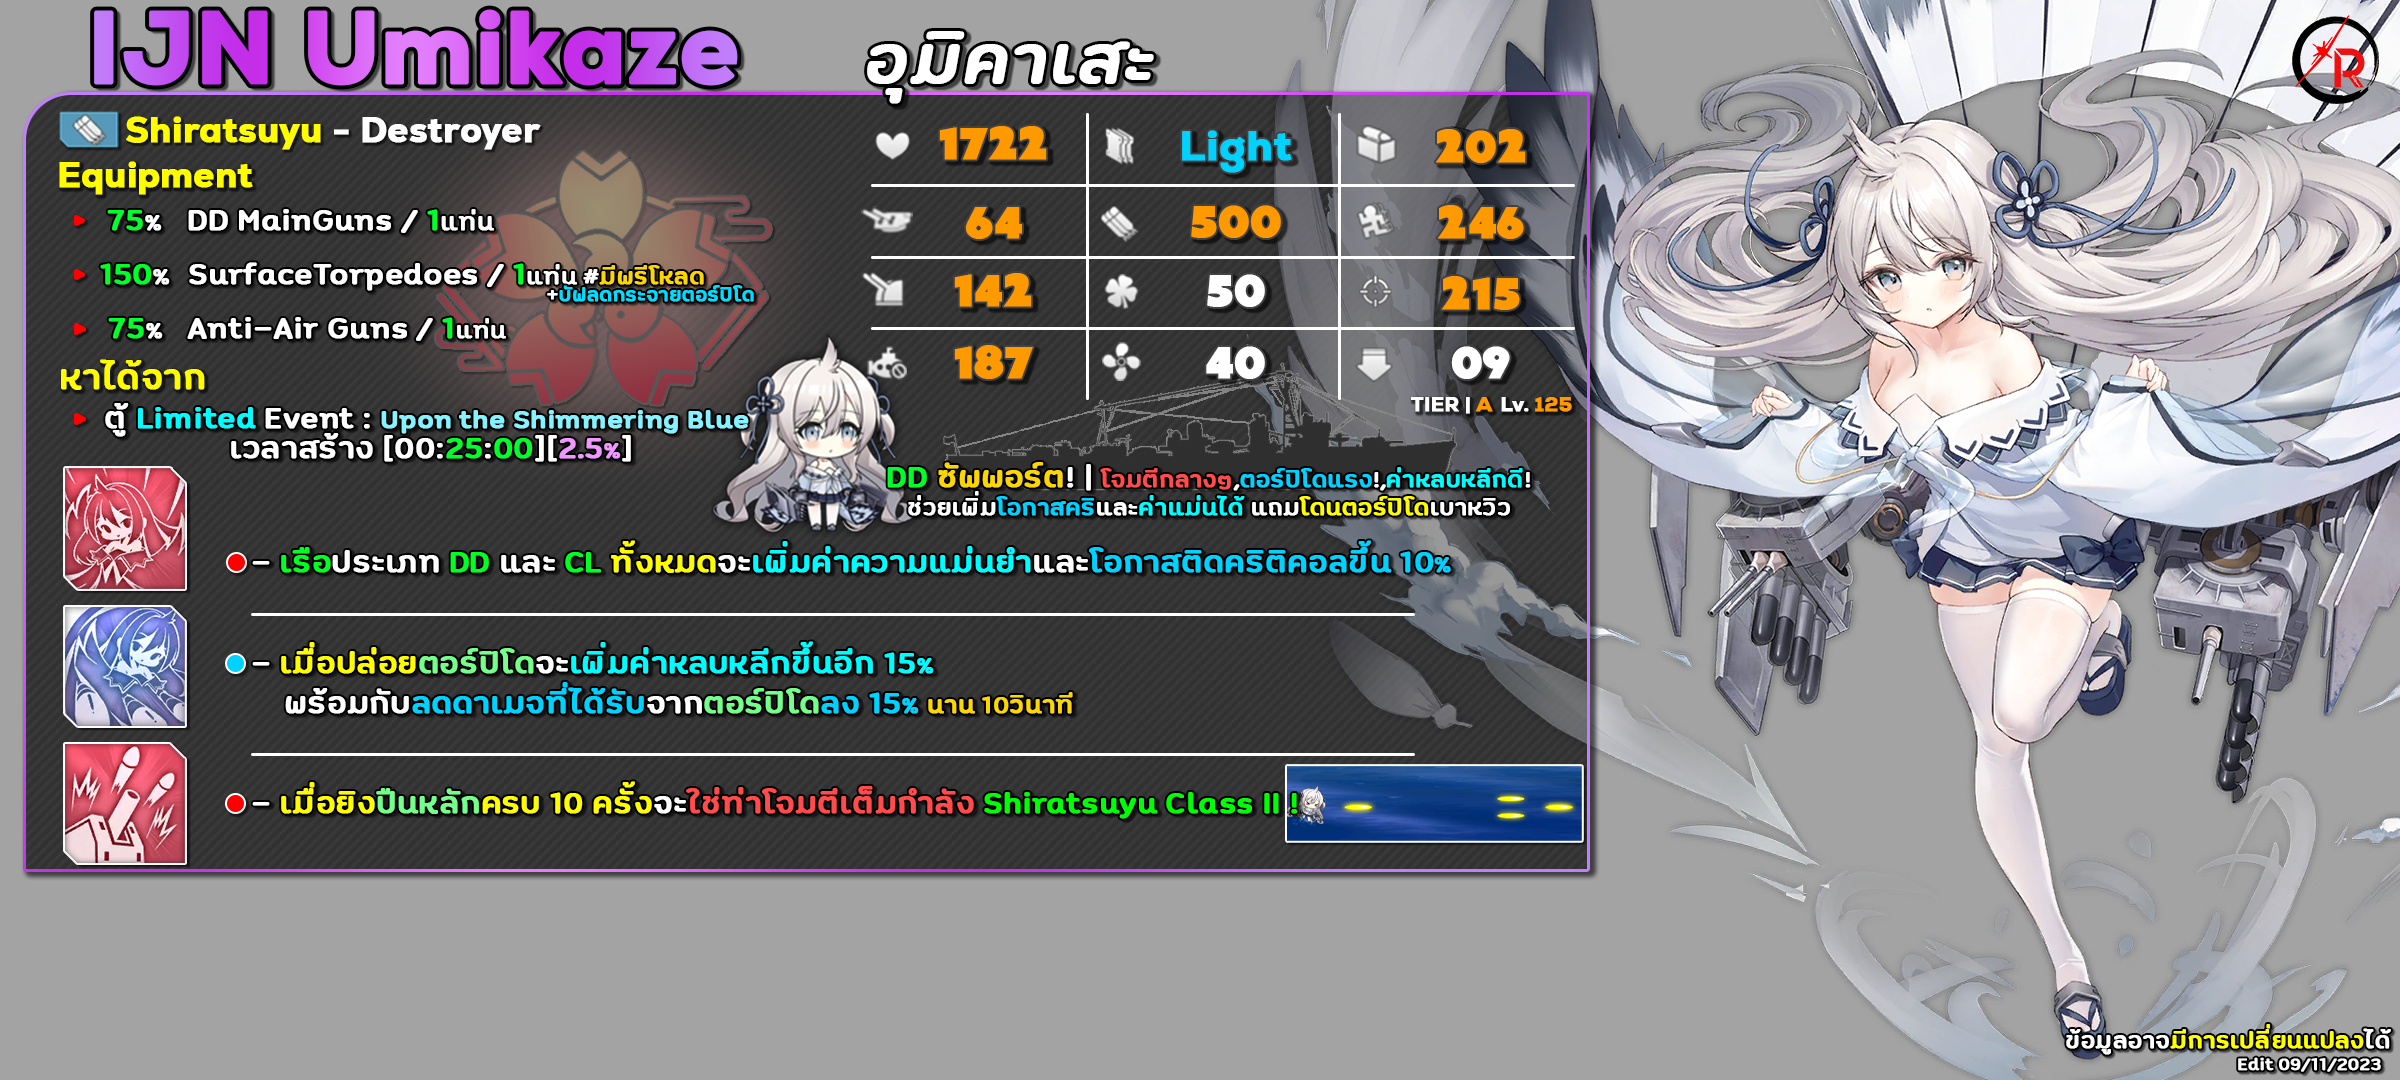 IJN Umikaze
อุมิคาเสะ
R
Shiratsuyu - Destroyer
Equipment
75% DD MainGuns / 1แท่น
150% SurfaceTorpedoes / 1แท่น #มีพรีโหลด
+บัฟลดกระจายตอร์ปิโด
75% Anti-Air Guns / 1แท่น
หาได้จาก
ตู้ Limited Event : Upon the Shimmering Blue
เวลาสร้าง [00:25:00][2.5%]
1722 Light 202
64 500 246
142 50 215
187 40 09
TIER | A Lv. 125
DD ซัพพอร์ต! | โจมตีกลางๆ,ตอร์ปิโดแรง!,ค่าหลบหลีกดี!
ช่วยเพิ่มโอกาสคริและค่าแม่นได้ แถมโดนตอร์ปิโดเบาหวิว
- เรือประเภท DD และ CL ทั้งหมดจะเพิ่มค่าความแม่นยำและโอกาสติดคริติคอลขึ้น 10%
- เมื่อปล่อยตอร์ปิโดจะเพิ่มค่าหลบหลีกขึ้นอีก 15%
พร้อมกับลดดาเมจที่ได้รับจากตอร์ปิโดลง 15% นาน 10วินาที
- เมื่อยิงปืนหลักครบ 10 ครั้งจะใช่ท่าโจมตีเต็มกำลัง Shiratsuyu Class II !
ข้อมูลอาจมีการเปลี่ยนแปลงได้
Edit 09/11/2023